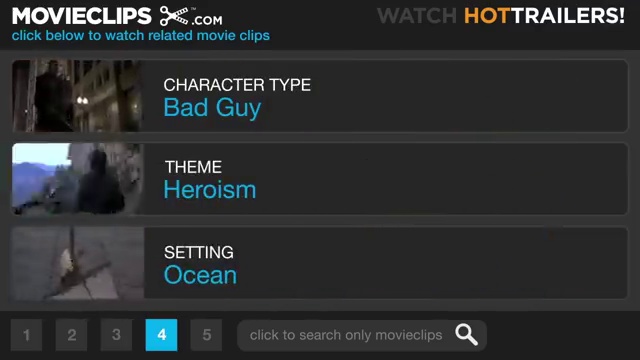 MOVIECLIPS .COM
WATCH HOTTRAILERS!
click below to watch related movie clips
CHARACTER TYPE
Bad Guy
THEME
Heroism
SETTING
Ocean
1 2 3 4 5 click to search only movieclips